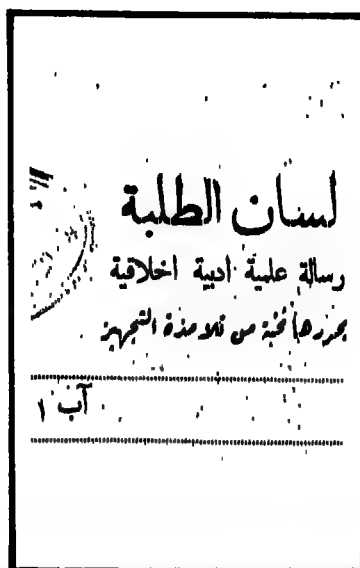 لسان الطلبة
رسالة علمية ادبية اخلاقية
يحررها نخبة من تلامذة التجهيز
آب ١